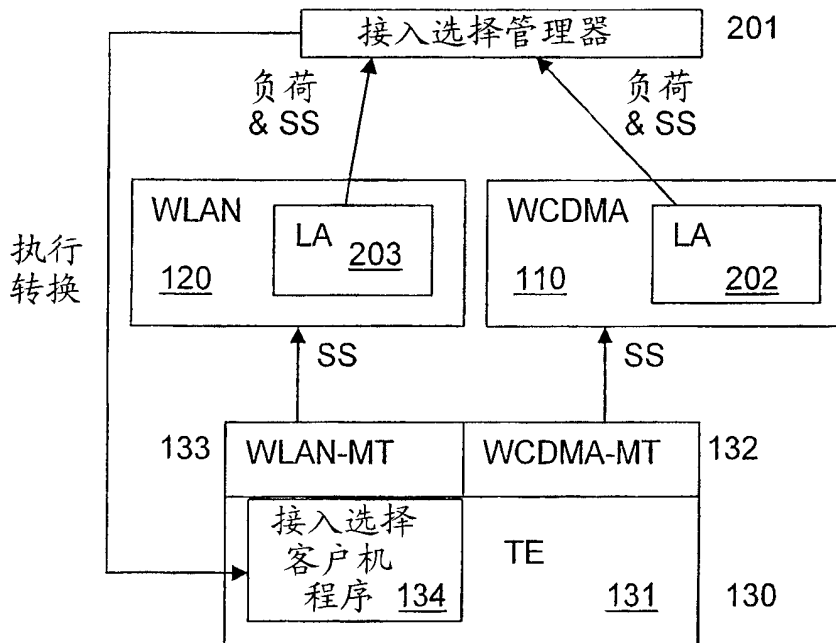 接入选择管理器
201
负荷
& SS
负荷
& SS
WLAN
LA
203
120
WCDMA
LA
202
110
执行
转换
SS
SS
133
WLAN-MT
WCDMA-MT
132
接入选择
客户机
程序
134
TE
131
130